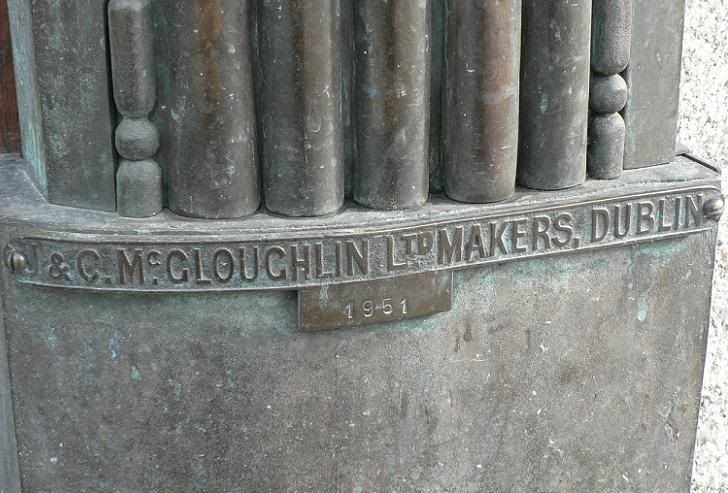 J & C. McGLOUGHLIN LTD MAKERS, DUBLIN
1951